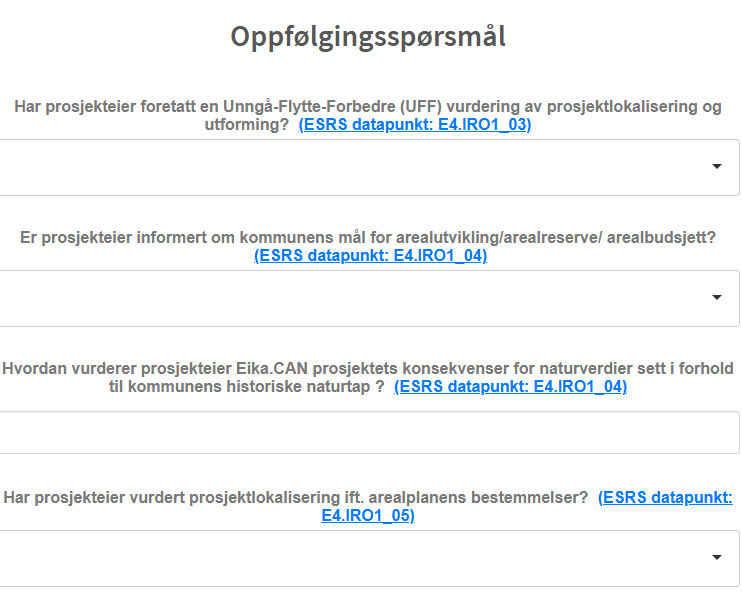 Oppfølgingsspørsmål
Har prosjekteier foretatt en Unngå-Flytte-Forbedre (UFF) vurdering av prosjektlokalisering og
utforming? (ESRS datapunkt: E4.IRO1_03)
Er prosjekteier informert om kommunens mål for arealutvikling/arealreserve/ arealbudsjett?
(ESRS datapunkt: E4.IRO1_04)
Hvordan vurderer prosjekteier Eika.CAN prosjektets konsekvenser for naturverdier sett i forhold
til kommunens historiske naturtap ? (ESRS datapunkt: E4.IRO1_04)
Har prosjekteier vurdert prosjektlokalisering ift. arealplanens bestemmelser? (ESRS datapunkt:
E4.IRO1_05)